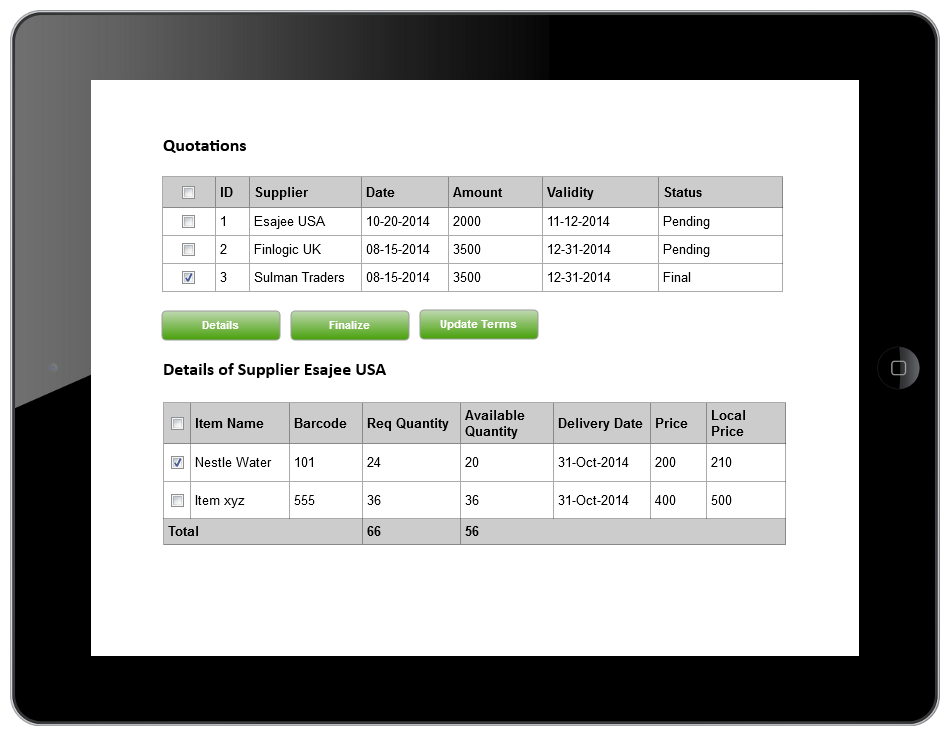 Quotations
ID Supplier Date Amount Validity Status
1 Esajee USA 10-20-2014 2000 11-12-2014 Pending
2 Finlogic UK 08-15-2014 3500 12-31-2014 Pending
3 Sulman Traders 08-15-2014 3500 12-31-2014 Final
Details Finalize Update Terms
Details of Supplier Esajee USA
Item Name Barcode Req Quantity Available Quantity Delivery Date Price Local Price
Nestle Water 101 24 20 31-Oct-2014 200 210
Item xyz 555 36 36 31-Oct-2014 400 500
Total 66 56